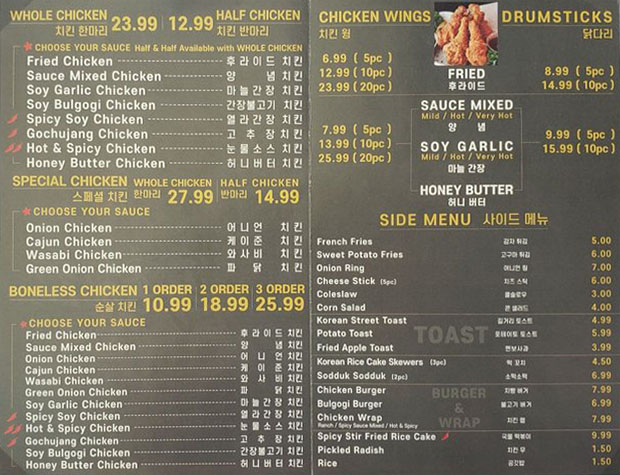 WHOLE CHICKEN 치킨 한마리 23.99 | 12.99 HALF CHICKEN 치킨 반마리
CHOOSE YOUR SAUCE Half & Half Available with WHOLE CHICKEN
Fried Chicken 후라이드 치킨
Sauce Mixed Chicken 양 념 치킨
Soy Garlic Chicken 마늘간장 치킨
Soy Bulgogi Chicken 간장불고기 치킨
Spicy Soy Chicken 열라간장 치킨
Gochujang Chicken 고 추 장 치킨
Hot & Spicy Chicken 눈물소스 치킨
Honey Butter Chicken 허니버터 치킨
SPECIAL CHICKEN 스페셜 치킨 WHOLE CHICKEN 한마리 27.99 HALF CHICKEN 반마리 14.99
CHOOSE YOUR SAUCE
Onion Chicken 어니언 치킨
Cajun Chicken 케이준 치킨
Wasabi Chicken 와사비 치킨
Green Onion Chicken 파 닭 치킨
BONELESS CHICKEN 순살 치킨 1 ORDER 10.99 2 ORDER 18.99 3 ORDER 25.99
CHOOSE YOUR SAUCE
Fried Chicken 후라이드 치킨
Sauce Mixed Chicken 양 념 치킨
Onion Chicken 어 니 언 치킨
Cajun Chicken 케 이 준 치킨
Wasabi Chicken 와 사 비 치킨
Green Onion Chicken 파 닭 치킨
Soy Garlic Chicken 마늘간장 치킨
Spicy Soy Chicken 열라간장 치킨
Hot & Spicy Chicken 눈물소스 치킨
Gochujang Chicken 고 추 장 치킨
Soy Bulgogi Chicken 간장불고기 치킨
Honey Butter Chicken 허니버터 치킨
CHICKEN WINGS 치킨 윙
DRUMSTICKS 닭다리
6.99 (5pc)
12.99 (10pc)
23.99 (20pc)
FRIED 후라이드
8.99 (5pc)
14.99 (10pc)
SAUCE MIXED
Mild / Hot / Very Hot
양 념
7.99 (5pc)
13.99 (10pc)
25.99 (20pc)
SOY GARLIC
Mild / Hot / Very Hot
마늘 간장
9.99 (5pc)
15.99 (10pc)
HONEY BUTTER
허니 버터
SIDE MENU 사이드 메뉴
French Fries 감자 튀김 5.00
Sweet Potato Fries 고구마 튀김 6.00
Onion Ring 어니언 링 7.00
Cheese Stick (5pc) 치즈 스틱 6.00
Coleslaw 콜슬로우 3.00
Corn Salad 콘 샐러드 4.00
TOAST
Korean Street Toast 길거리 토스트 4.99
Potato Toast 포테이토 토스트 5.99
Fried Apple Toast 멘보사과 3.99
Korean Rice Cake Skewers (3pc) 떡 꼬치 4.50
Sodduk Sodduk (2pc) 소떡소떡 6.00
BURGER & WRAP
Chicken Burger 치킨 버거 7.99
Bulgogi Burger 불고기 버거 6.99
Chicken Wrap 치킨 랩 7.99
Ranch / Spicy Mayo Sauce Mixed / Hot & Spicy
Spicy Stir Fried Rice Cake 국물 떡볶이 9.99
Pickled Radish 치킨 무 1.50
Rice 공깃밥 1.50